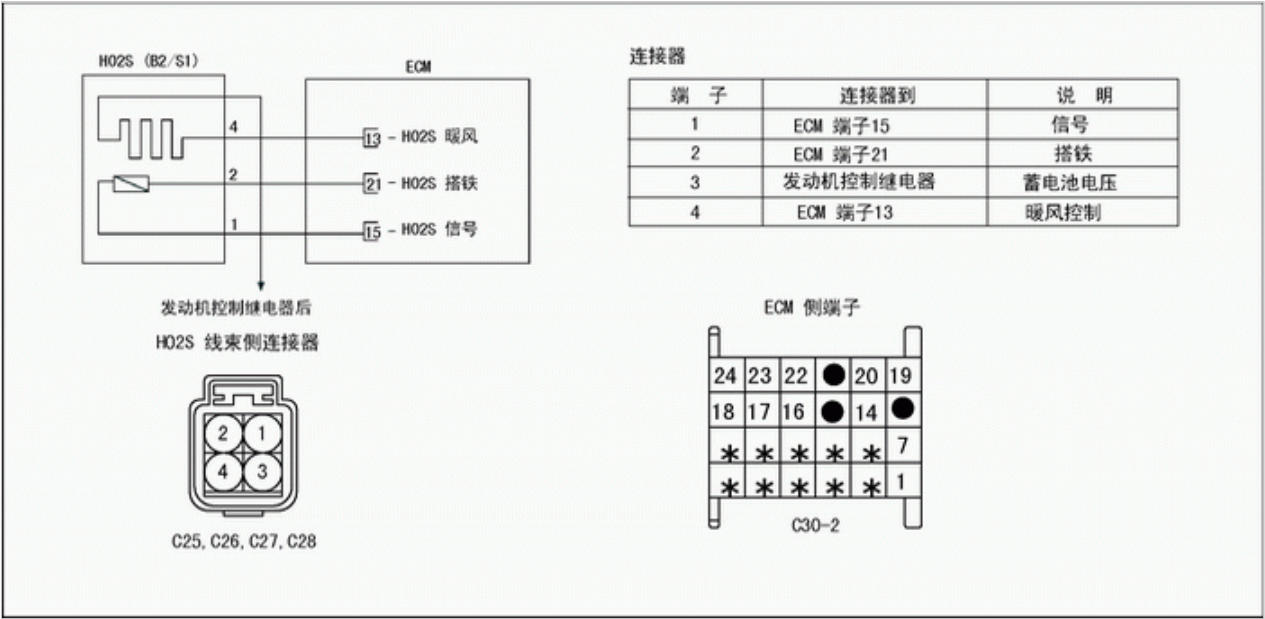 HO2S (B2/S1)
ECM
4
13 - HO2S 暖风
2
21 - HO2S 搭铁
1
15 - HO2S 信号
发动机控制继电器后
连接器
端 子 连接器到 说 明
1 ECM 端子15 信号
2 ECM 端子21 搭铁
3 发动机控制继电器 蓄电池电压
4 ECM 端子13 暖风控制
HO2S 线束侧连接器
2 1
4 3
C25, C26, C27, C28
ECM 侧端子
24 23 22 20 19
18 17 16 14
* * * * * 7
* * * * * 1
C30-2